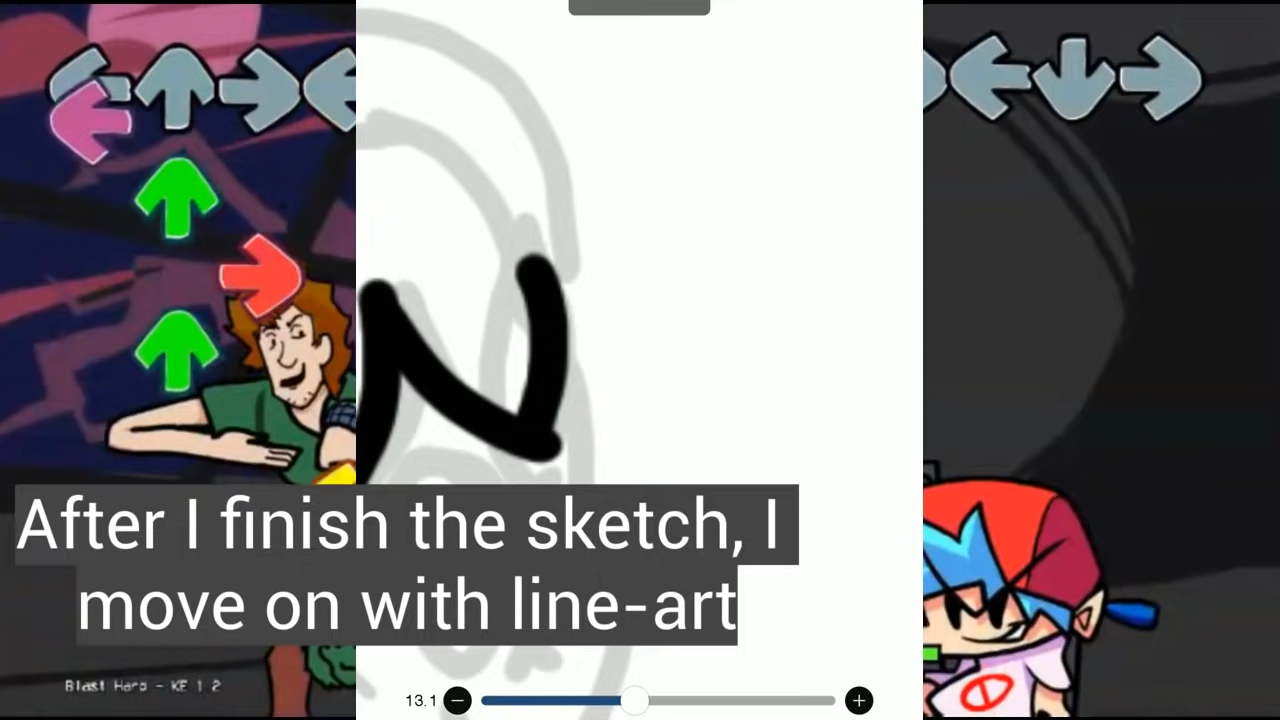 After I finish the sketch, I
move on with line-art
Blast Hard - KE 1 2
13.1